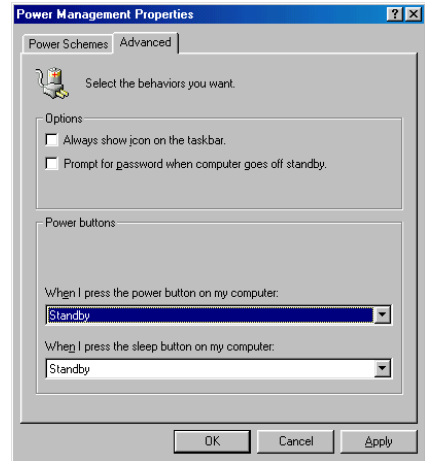 Power Management Properties
Power Schemes Advanced
Select the behaviors you want.
Options
Always show icon on the taskbar.
Prompt for password when computer goes off standby.
Power buttons
When I press the power button on my computer:
Standby
When I press the sleep button on my computer:
Standby
OK Cancel Apply